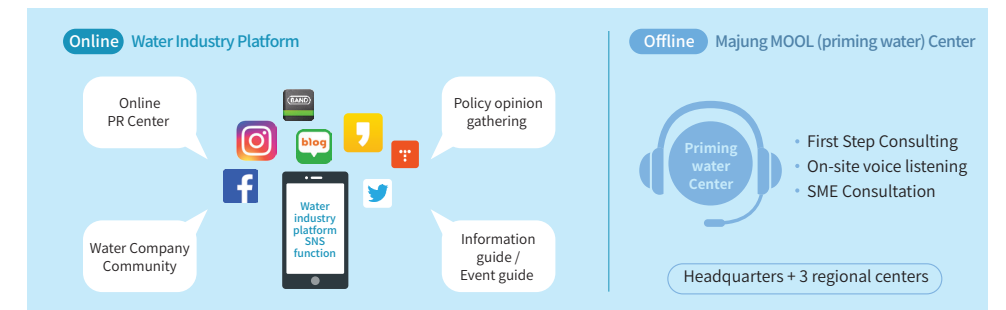 Online Water Industry Platform
Online
PR Center
BAND
blog
Policy opinion
gathering
Water
industry
platform
SNS
function
Water Company
Community
Information
guide /
Event guide
Offline Majung MOOL (priming water) Center
Priming
water
Center
• First Step Consulting
• On-site voice listening
• SME Consultation
Headquarters + 3 regional centers